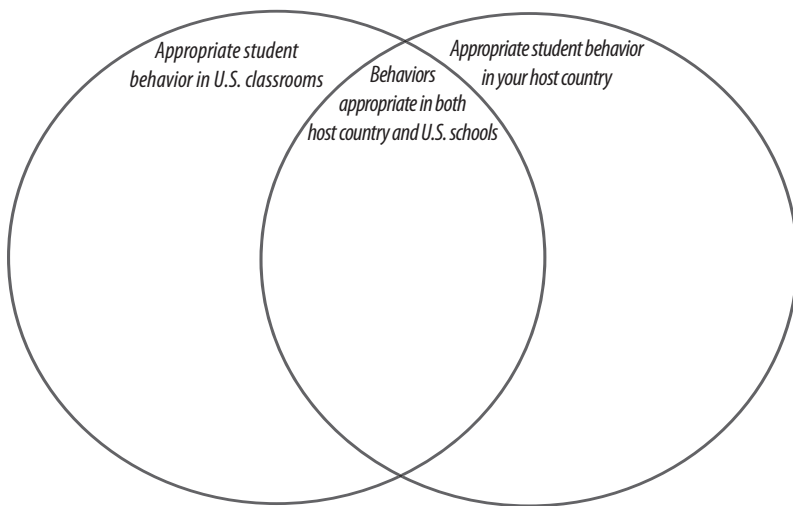 Appropriate student
behavior in U.S. classrooms
Behaviors
appropriate in both
host country and U.S. schools
Appropriate student behavior
in your host country